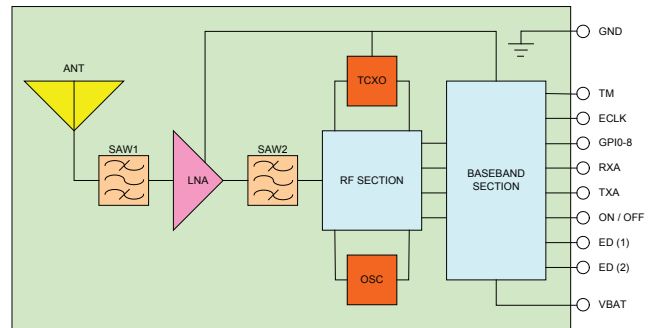 GND
ANT
TCXO
TM
ECLK
SAW1
SAW2
GPI0-8
LNA
RF SECTION
BASEBAND
SECTION
RXA
TXA
ON / OFF
ED (1)
OSC
ED (2)
VBAT